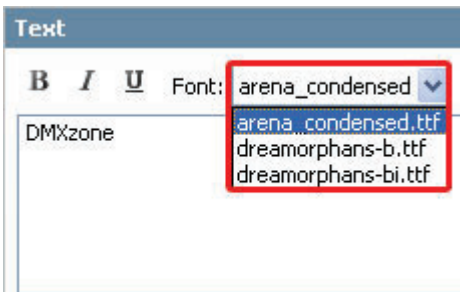 Text
B I U Font: arena_condensed
arena_condensed.ttf
DMXzone
dreamorphans-b.ttf
dreamorphans-bi.ttf